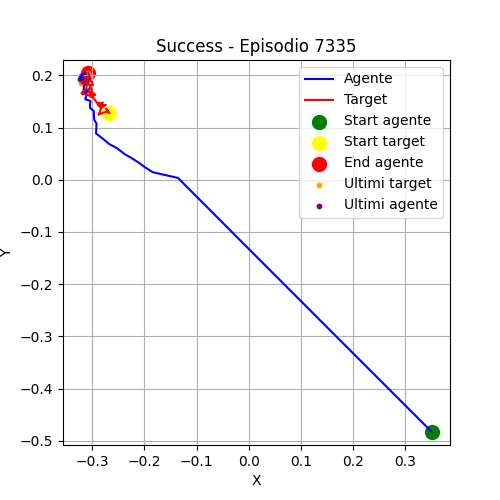 Success - Episodio 7335
Agente
Target
Start agente
Start target
End agente
Ultimi target
Ultimi agente
0.2
0.1
0.0
−0.1
−0.2
−0.3
−0.4
−0.5
Y
−0.3
−0.2
−0.1
0.0
0.1
0.2
0.3
X